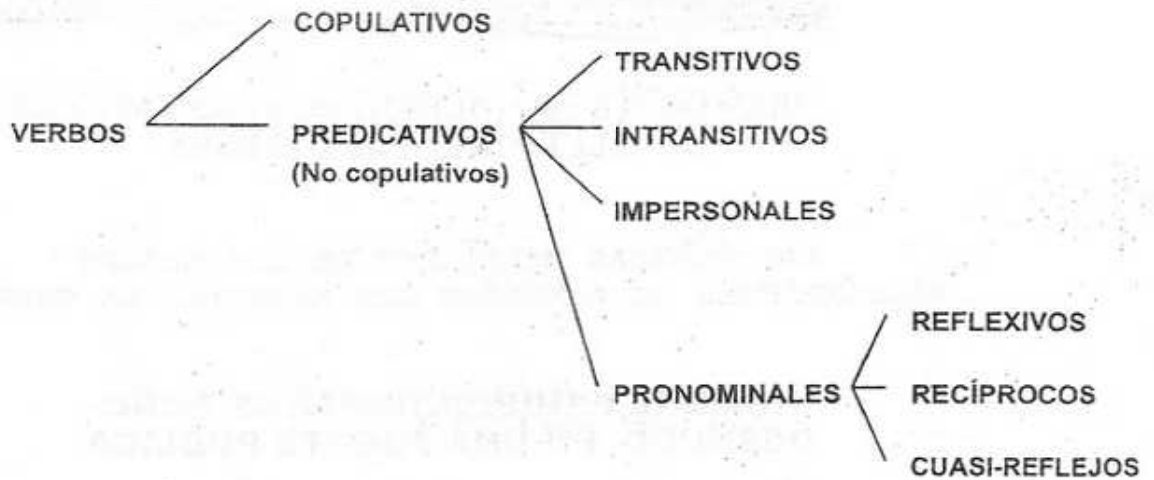 COPULATIVOS
TRANSITIVOS
VERBOS
PREDICATIVOS
(No copulativos)
INTRANSITIVOS
IMPERSONALES
REFLEXIVOS
PRONOMINALES
RECÍPROCOS
CUASI-REFLEJOS